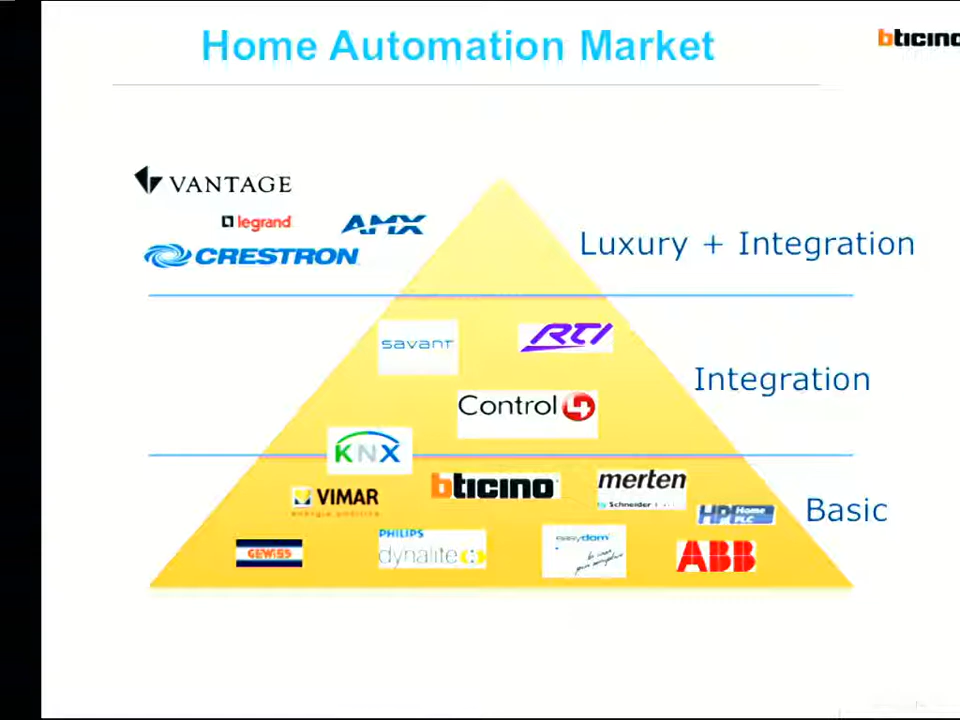 Home Automation Market
bticino
VANTAGE
legrand
AMX
CRESTRON
Luxury + Integration
savant
RTI
Integration
Control4
KNX
bticino
merten
VIMAR
Schneider
HPL Home
PLC
Basic
PHILIPS
dynalite
easydom
GEWISS
ABB